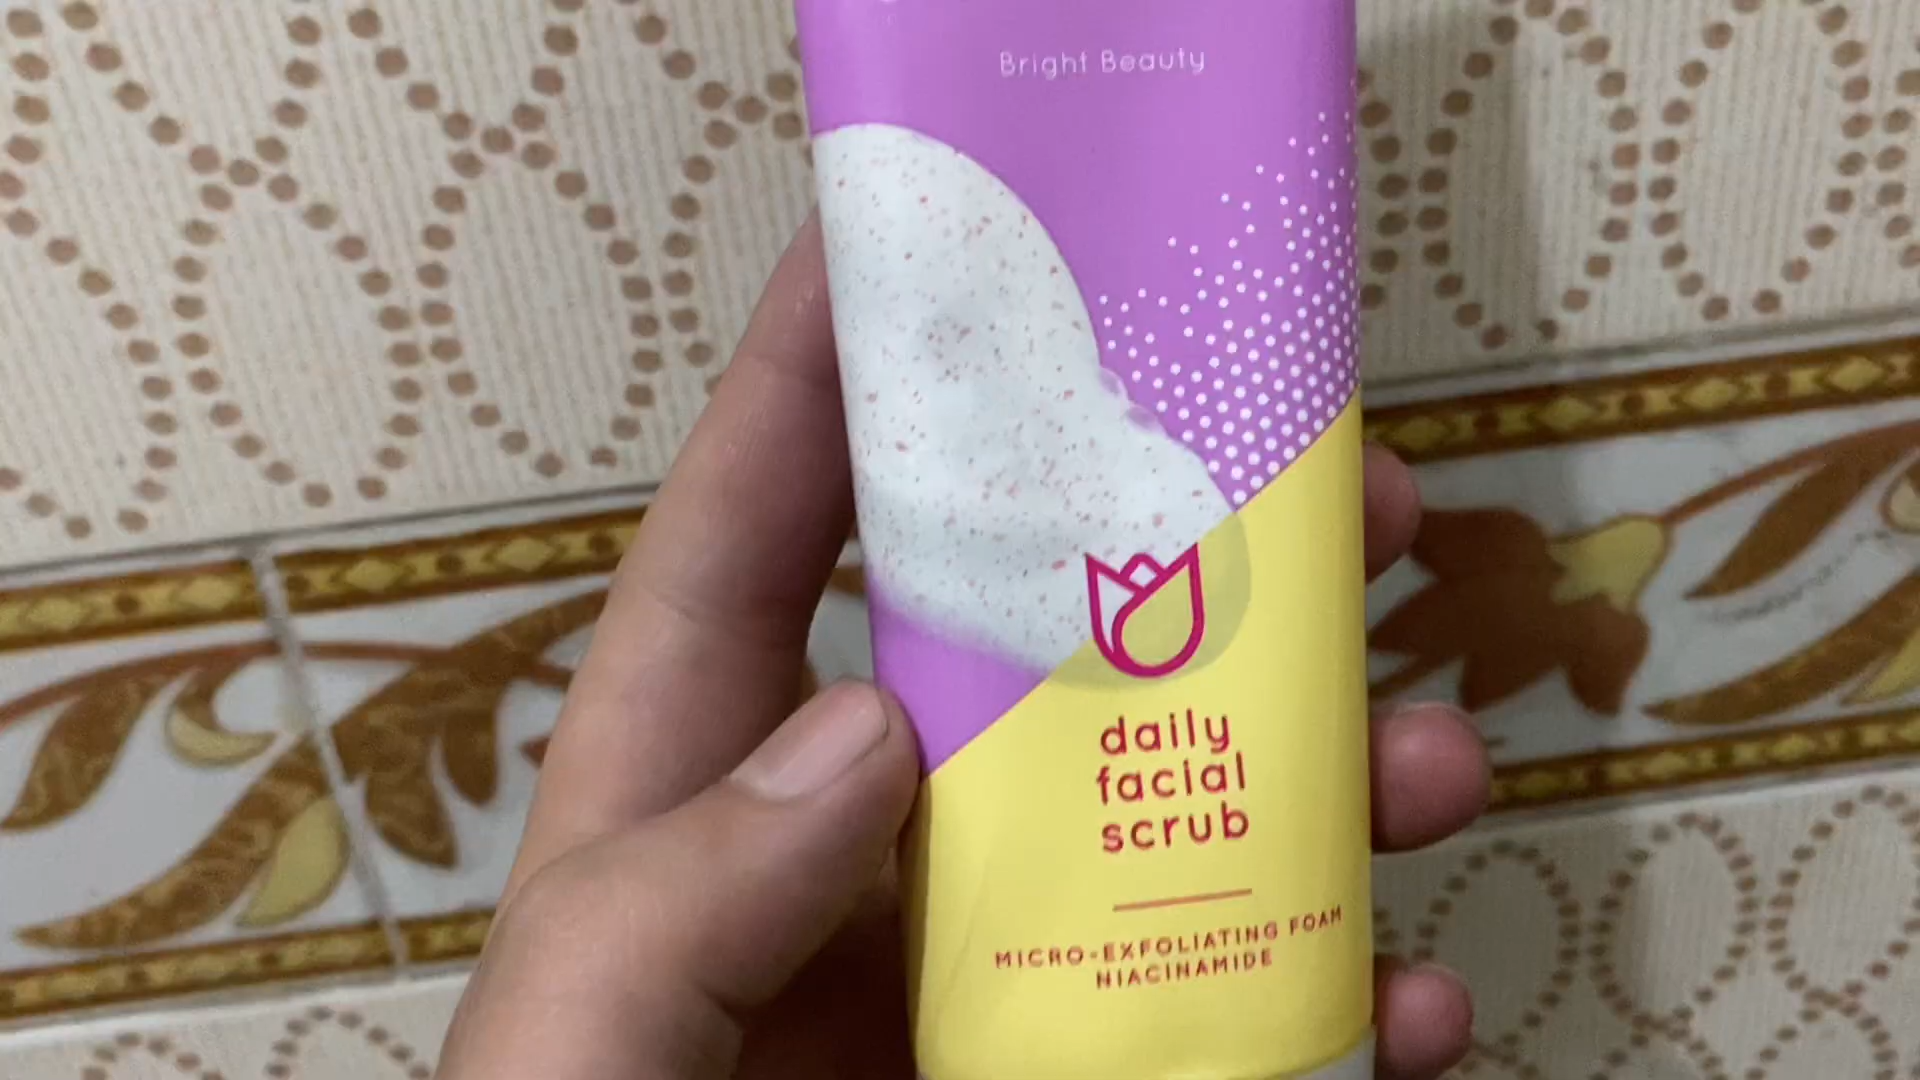 Bright Beauty
daily
facial
scrub
MICRO-EXFOLIATING FOAM
NIACINAMIDE